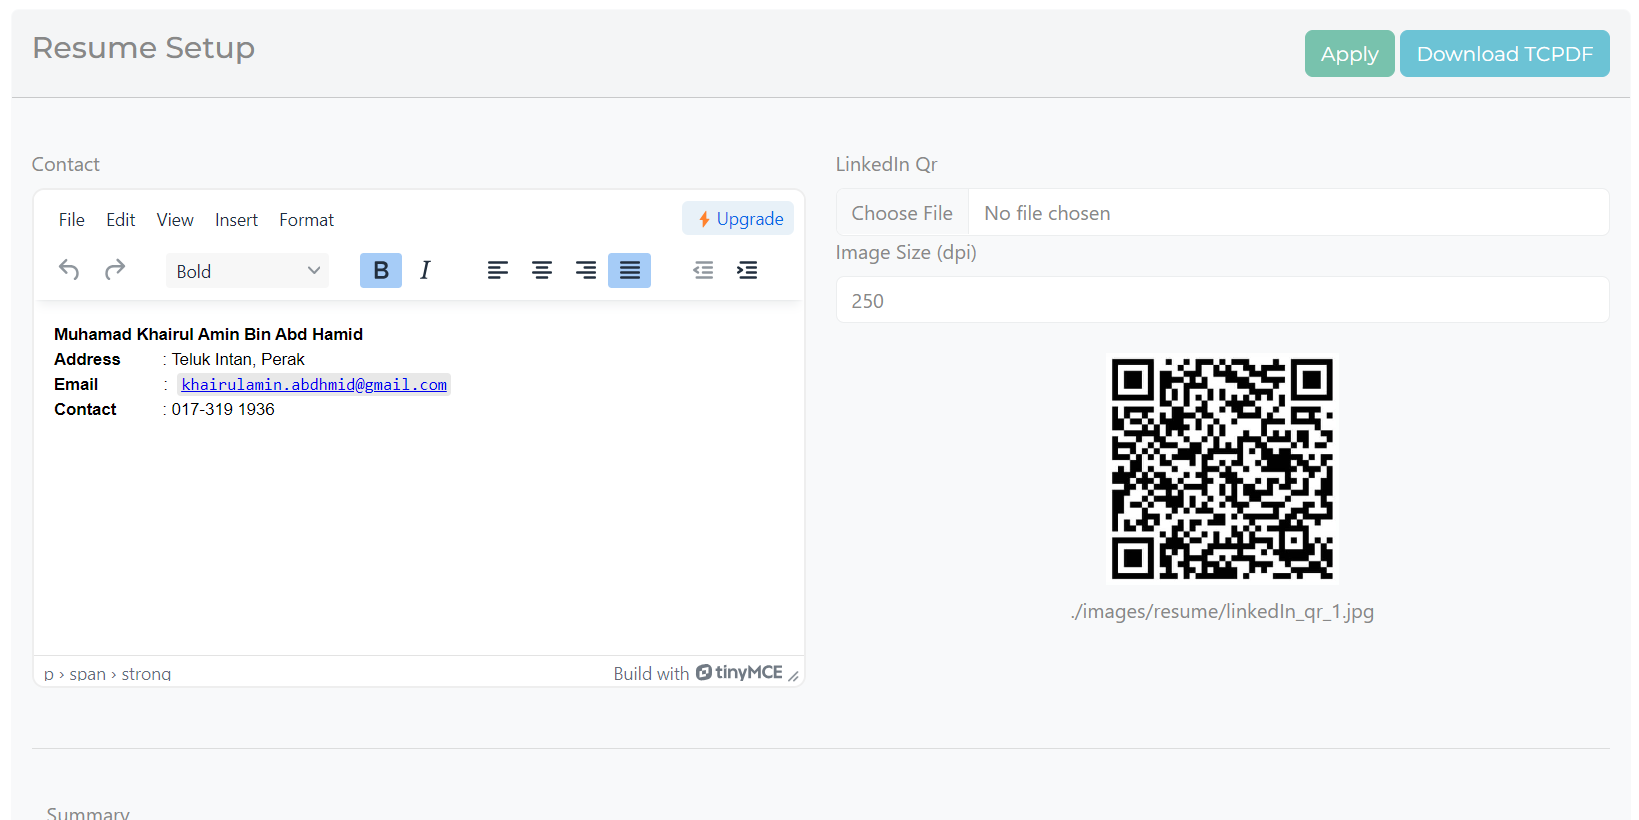 Resume Setup
Apply
Download TCPDF
Contact
File Edit View Insert Format
Upgrade
Bold
B I
Muhamad Khairul Amin Bin Abd Hamid
Address : Teluk Intan, Perak
Email : khairulamin.abdhmid@gmail.com
Contact : 017-319 1936
p › span › strong
Build with tinyMCE
LinkedIn Qr
Choose File No file chosen
Image Size (dpi)
250
./images/resume/linkedIn_qr_1.jpg
Summary